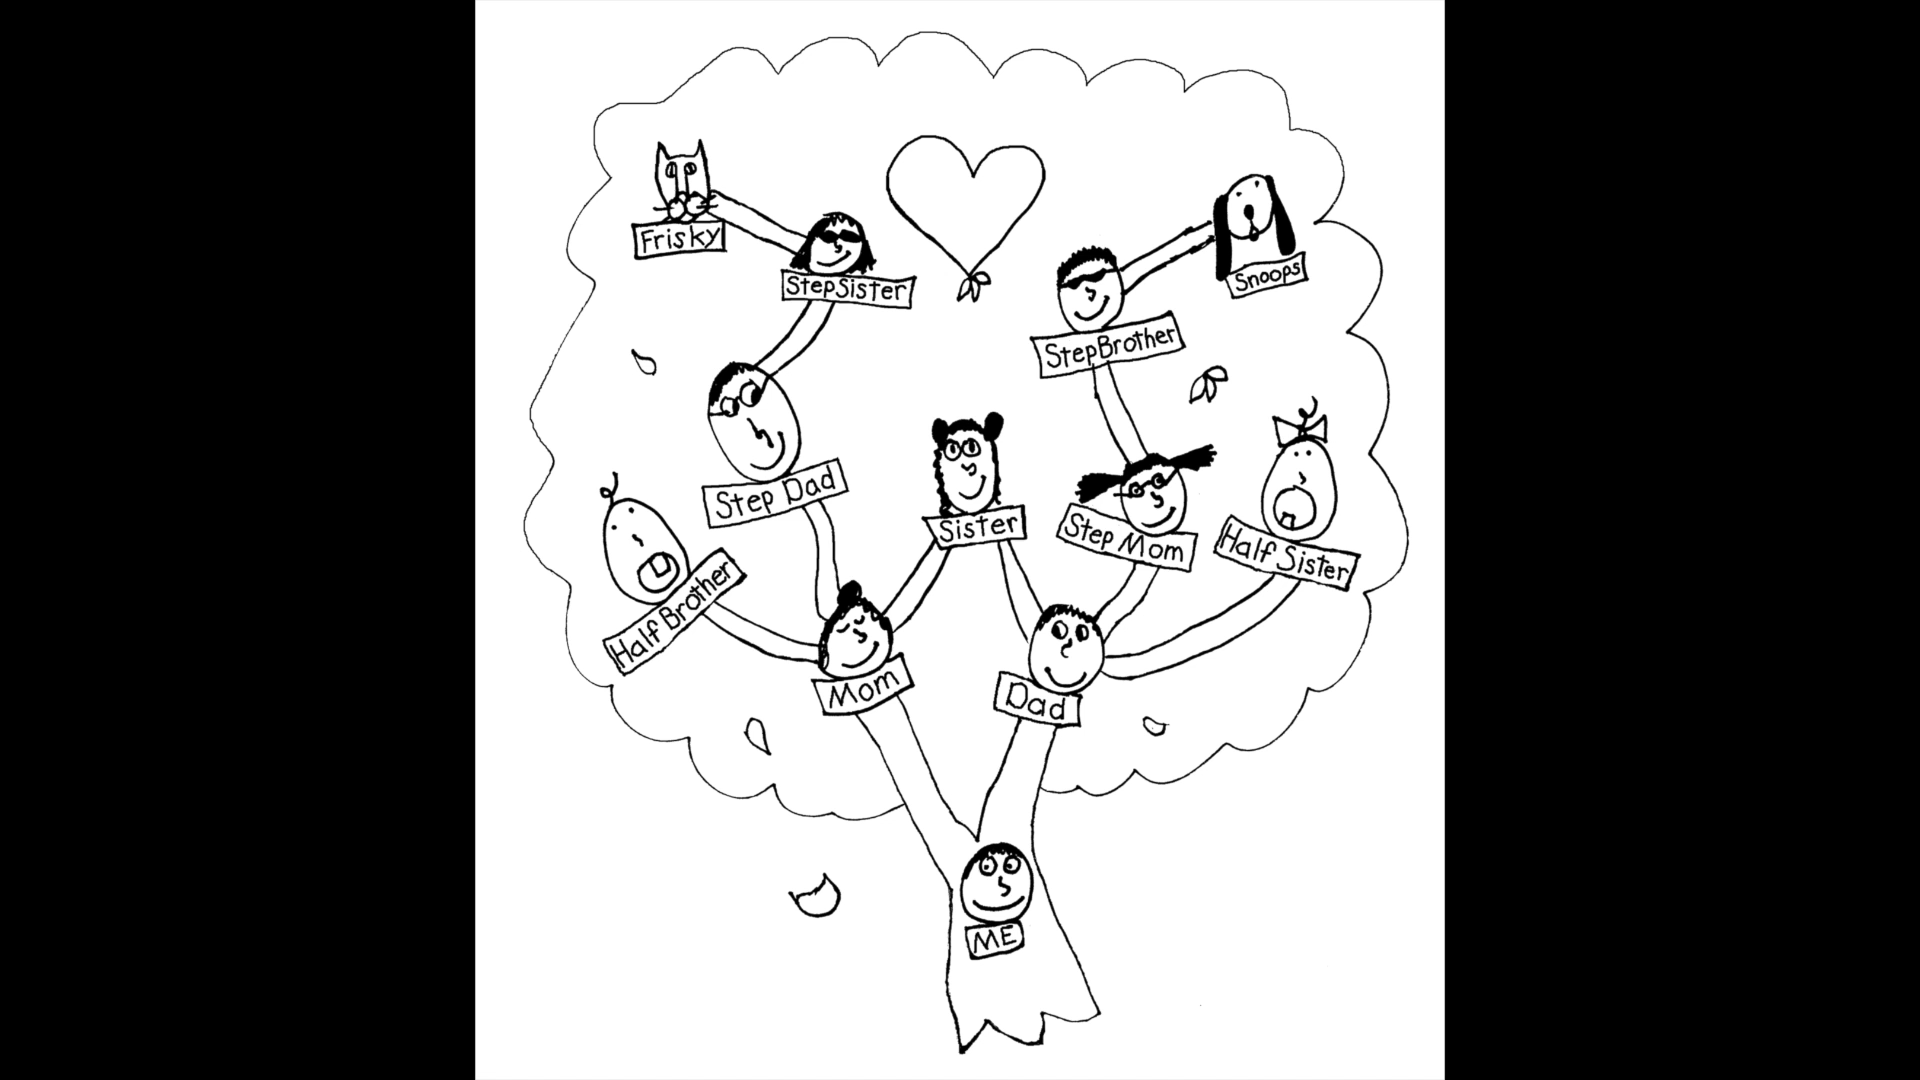 Frisky
StepSister
Snoops
StepBrother
Step Dad
Sister
Step Mom
Half Sister
Half Brother
Mom
Dad
ME